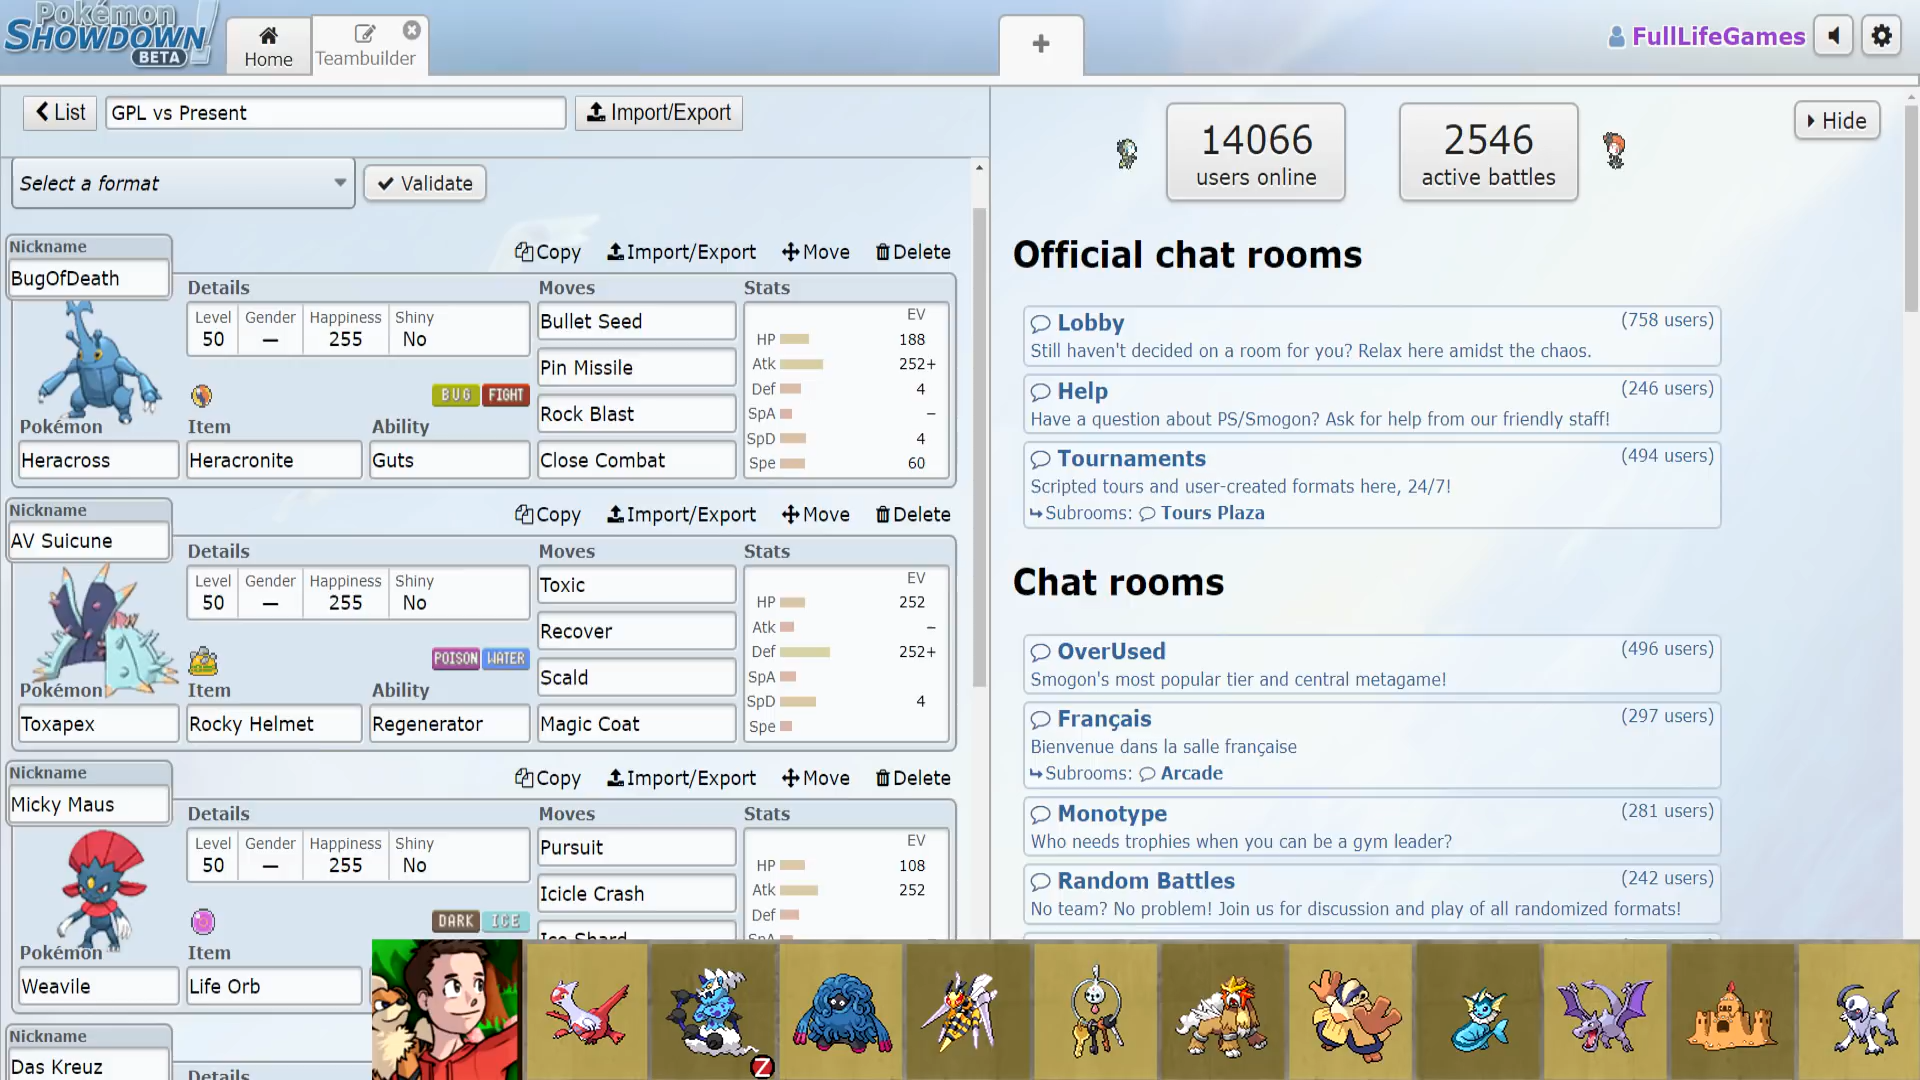 Pokémon
SHOWDOWN!
BETA
Home
Teambuilder
FullLifeGames
List
GPL vs Present
Import/Export
Select a format
Validate
Nickname
BugOfDeath
Copy
Import/Export
Move
Delete
Details
Moves
Stats
Level
Gender
Happiness
Shiny
50
—
255
No
Bullet Seed
Pin Missile
Rock Blast
Close Combat
EV
HP 188
Atk 252+
Def 4
SpA –
SpD 4
Spe 60
BUG
FIGHT
Pokémon
Item
Ability
Heracross
Heracronite
Guts
Nickname
AV Suicune
Copy
Import/Export
Move
Delete
Details
Moves
Stats
Level
Gender
Happiness
Shiny
50
—
255
No
Toxic
Recover
Scald
Magic Coat
EV
HP 252
Atk –
Def 252+
SpA
SpD 4
Spe
POISON
WATER
Pokémon
Item
Ability
Toxapex
Rocky Helmet
Regenerator
Nickname
Micky Maus
Copy
Import/Export
Move
Delete
Details
Moves
Stats
Level
Gender
Happiness
Shiny
50
—
255
No
Pursuit
Icicle Crash
Ice Shard
EV
HP 108
Atk 252
Def
SpA
DARK
ICE
Pokémon
Item
Weavile
Life Orb
Nickname
Das Kreuz
Details
14066
users online
2546
active battles
Hide
Official chat rooms
Lobby (758 users)
Still haven't decided on a room for you? Relax here amidst the chaos.
Help (246 users)
Have a question about PS/Smogon? Ask for help from our friendly staff!
Tournaments (494 users)
Scripted tours and user-created formats here, 24/7!
Subrooms: Tours Plaza
Chat rooms
OverUsed (496 users)
Smogon's most popular tier and central metagame!
Français (297 users)
Bienvenue dans la salle française
Subrooms: Arcade
Monotype (281 users)
Who needs trophies when you can be a gym leader?
Random Battles (242 users)
No team? No problem! Join us for discussion and play of all randomized formats!
Z